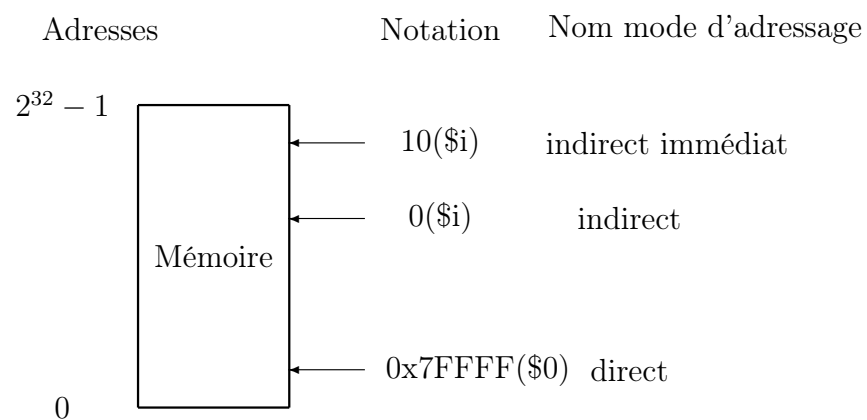 Adresses Notation Nom mode d'adressage
2^32 − 1
10($i) indirect immédiat
0($i) indirect
Mémoire
0x7FFFF($0) direct
0